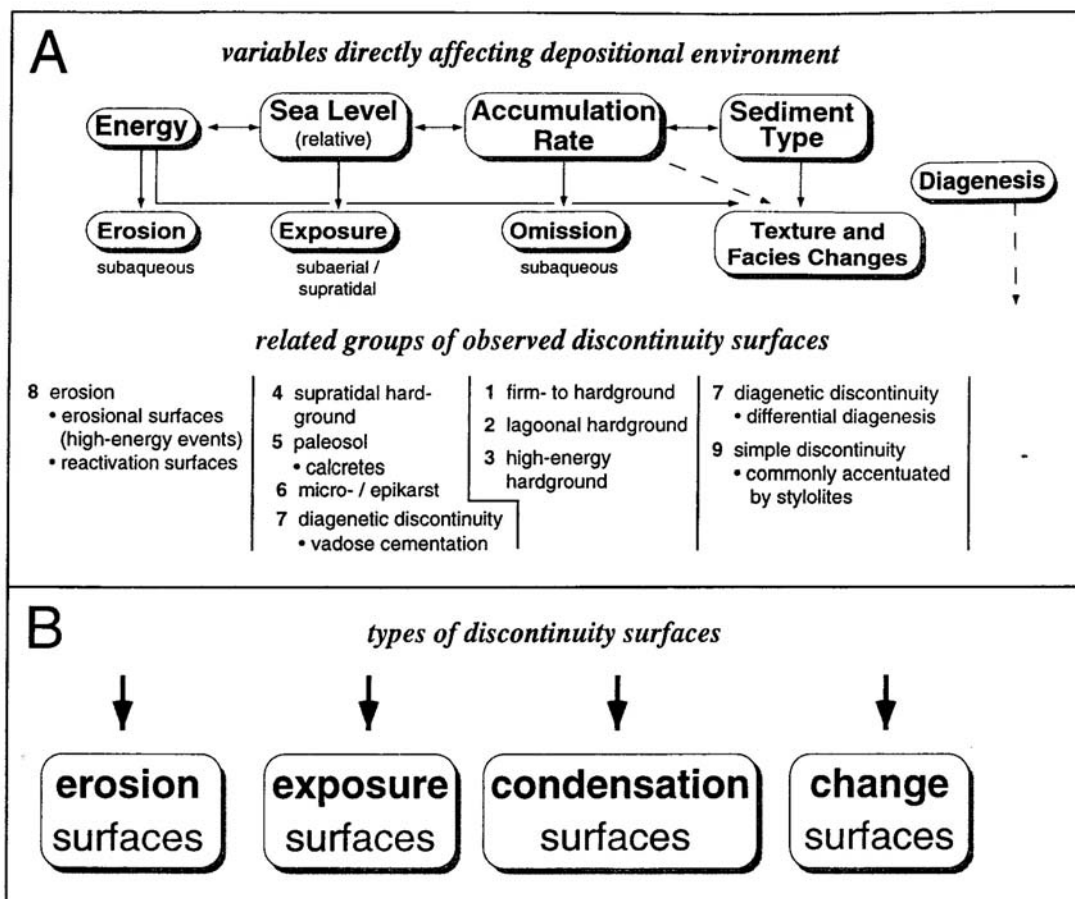 A
variables directly affecting depositional environment
Energy
Sea Level
(relative)
Accumulation
Rate
Sediment
Type
Diagenesis
Erosion
subaqueous
Exposure
subaerial /
supratidal
Omission
subaqueous
Texture and
Facies Changes
related groups of observed discontinuity surfaces
8 erosion
• erosional surfaces
(high-energy events)
• reactivation surfaces
4 supratidal hard-
ground
5 paleosol
• calcretes
6 micro- / epikarst
7 diagenetic discontinuity
• vadose cementation
1 firm- to hardground
2 lagoonal hardground
3 high-energy
hardground
7 diagenetic discontinuity
• differential diagenesis
9 simple discontinuity
• commonly accentuated
by stylolites
B
types of discontinuity surfaces
erosion
surfaces
exposure
surfaces
condensation
surfaces
change
surfaces